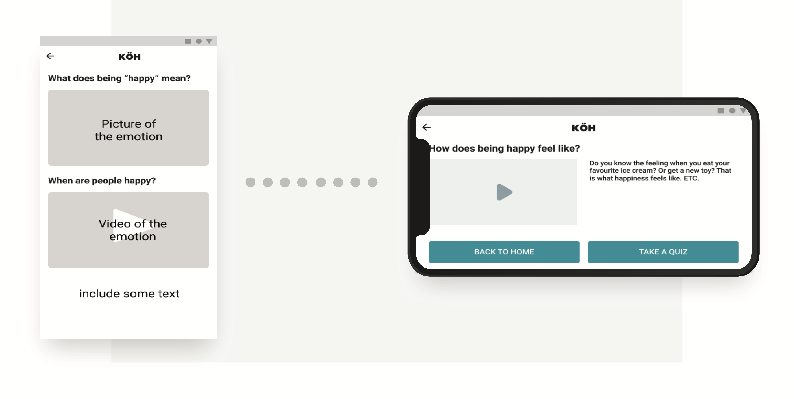 KÖH
What does being “happy” mean?
Picture of
the emotion
When are people happy?
Video of the
emotion
include some text
KÖH
How does being happy feel like?
Do you know the feeling when you eat your
favourite ice cream? Or get a new toy? That
is what happiness feels like. ETC.
BACK TO HOME
TAKE A QUIZ